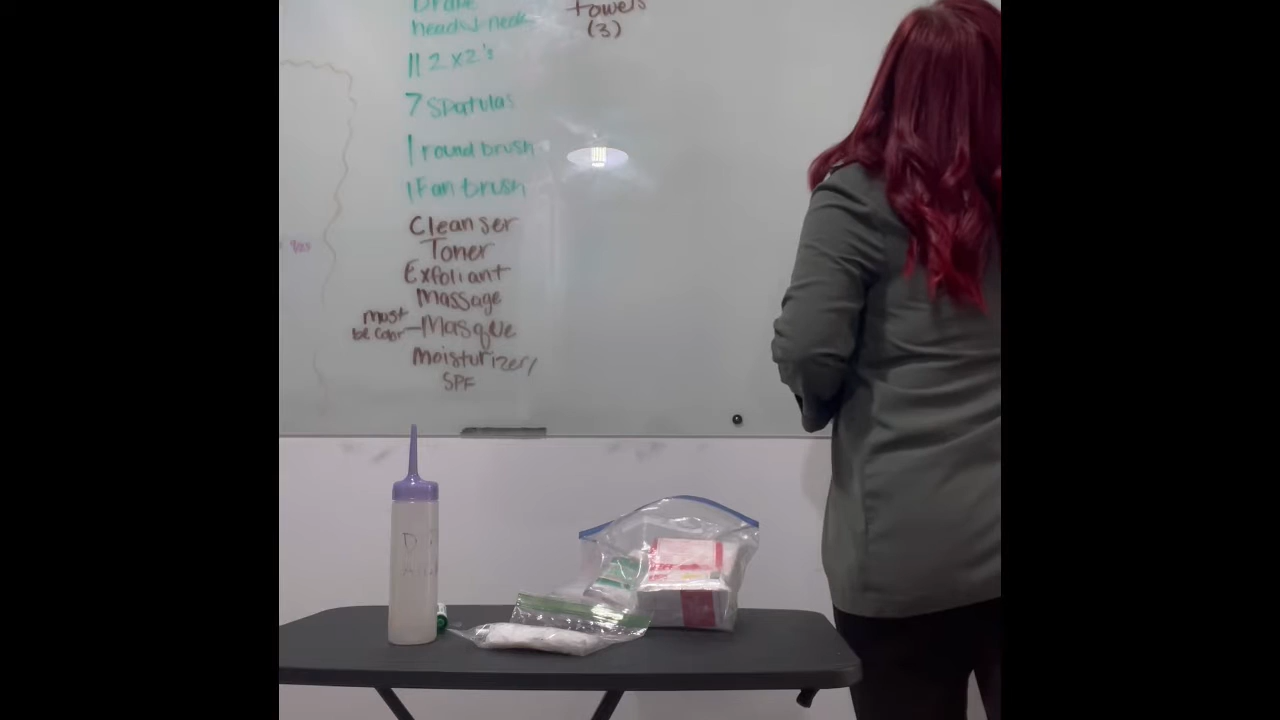 Drape
head & neck
11 2x2's
7 Spatulas
1 round brush
1 Fan brush
Cleanser
Toner
Exfoliant
Massage
must
be color - Masque
Moisturizer/
SPF
towels
(3)